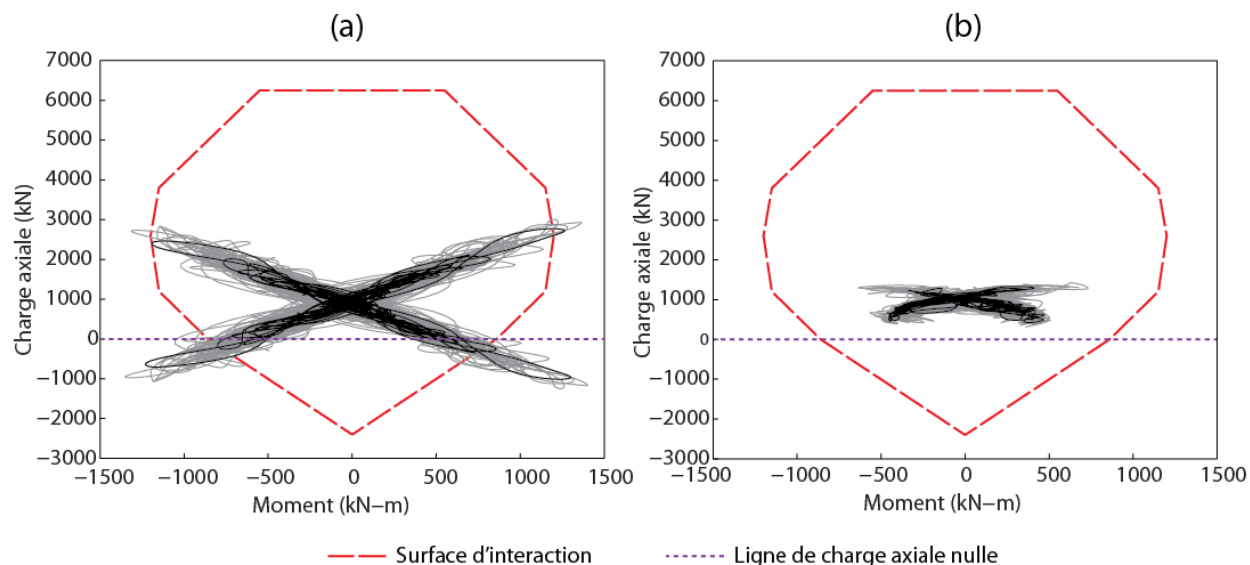 (a)
(b)
7000
6000
5000
4000
3000
2000
1000
0
−1000
−2000
−3000
Charge axiale (kN)
−1500 −1000 −500 0 500 1000 1500
Moment (kN−m)
7000
6000
5000
4000
3000
2000
1000
0
−1000
−2000
−3000
Charge axiale (kN)
−1500 −1000 −500 0 500 1000 1500
Moment (kN−m)
Surface d’interaction
Ligne de charge axiale nulle